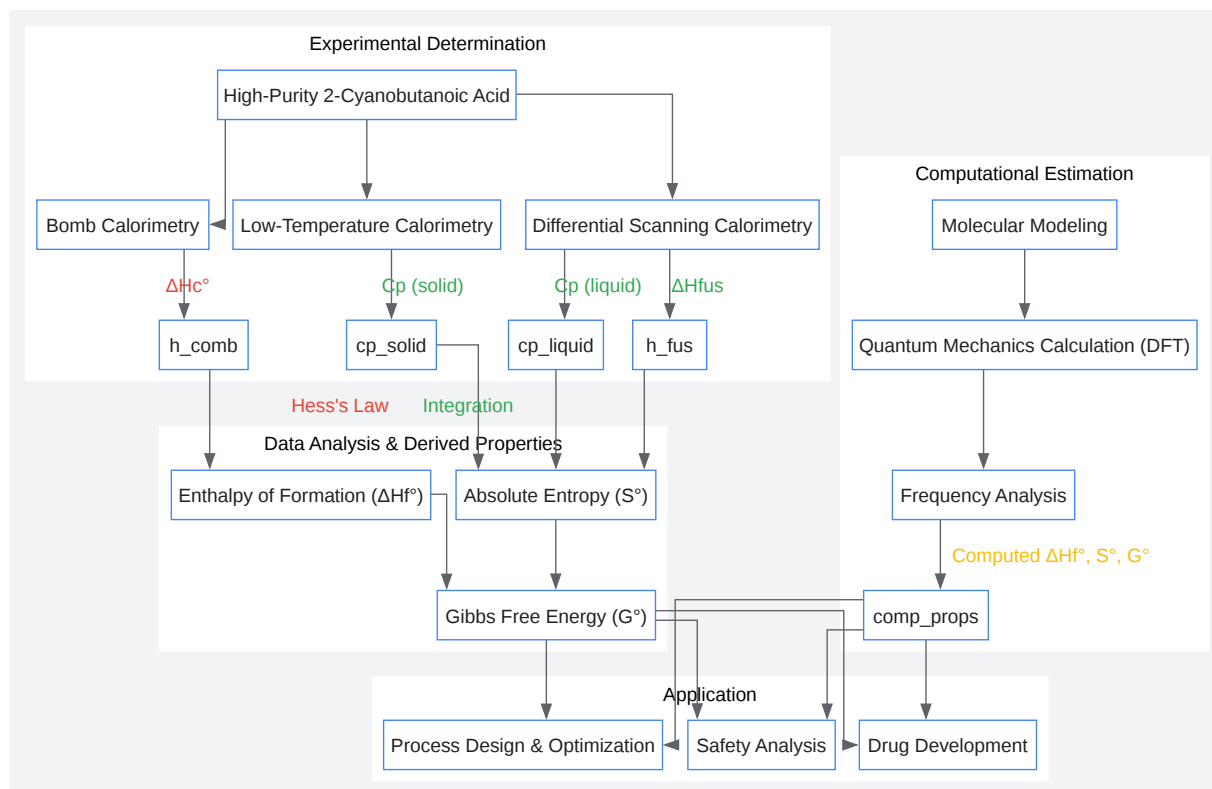 Experimental Determination
High-Purity 2-Cyanobutanoic Acid
Computational Estimation
Bomb Calorimetry
Low-Temperature Calorimetry
Differential Scanning Calorimetry
Molecular Modeling
ΔHc°
Cp (solid)
Cp (liquid)
ΔHfus
h_comb
cp_solid
cp_liquid
h_fus
Quantum Mechanics Calculation (DFT)
Hess's Law
Integration
Data Analysis & Derived Properties
Enthalpy of Formation (ΔHf°)
Absolute Entropy (S°)
Frequency Analysis
Computed ΔHf°, S°, G°
Gibbs Free Energy (G°)
comp_props
Application
Process Design & Optimization
Safety Analysis
Drug Development